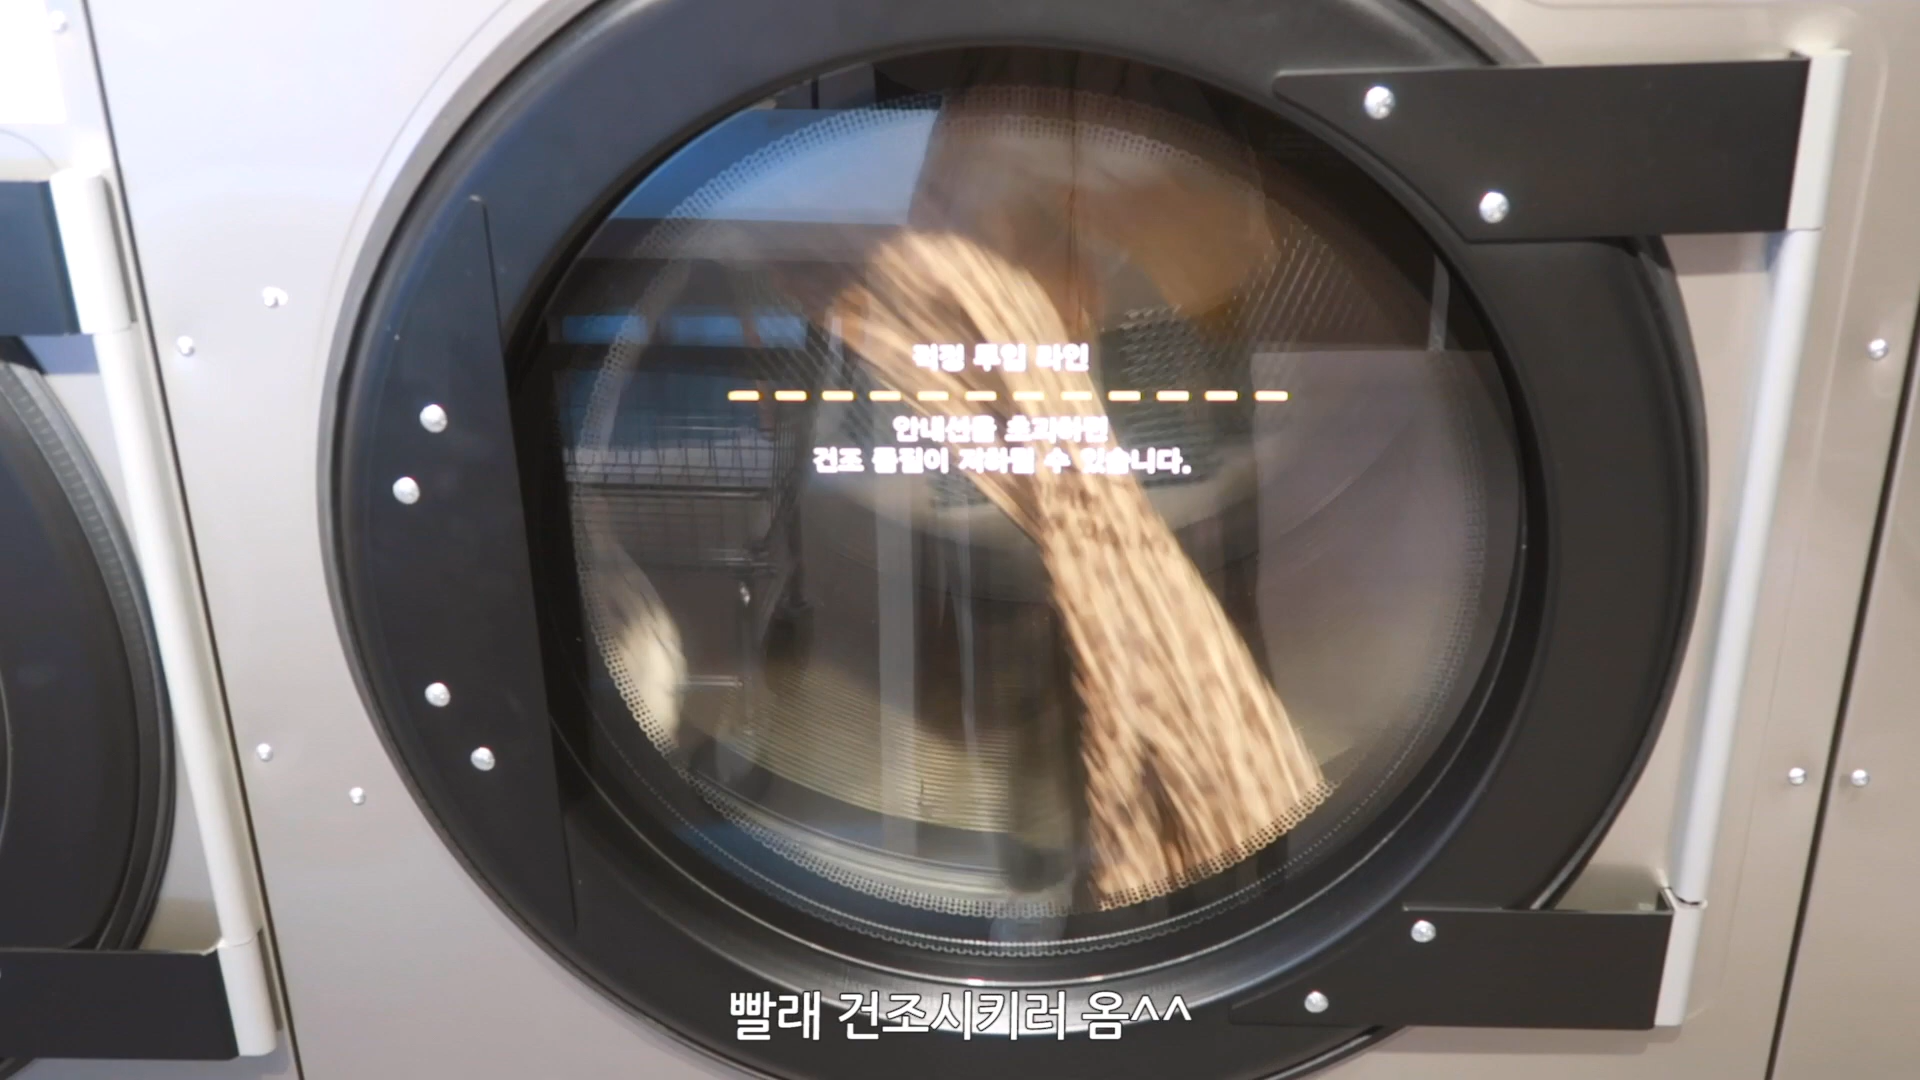 적정 투입 라인
안내선을 초과하면
건조 품질이 저하될 수 있습니다.
빨래 건조시키러 옴^^